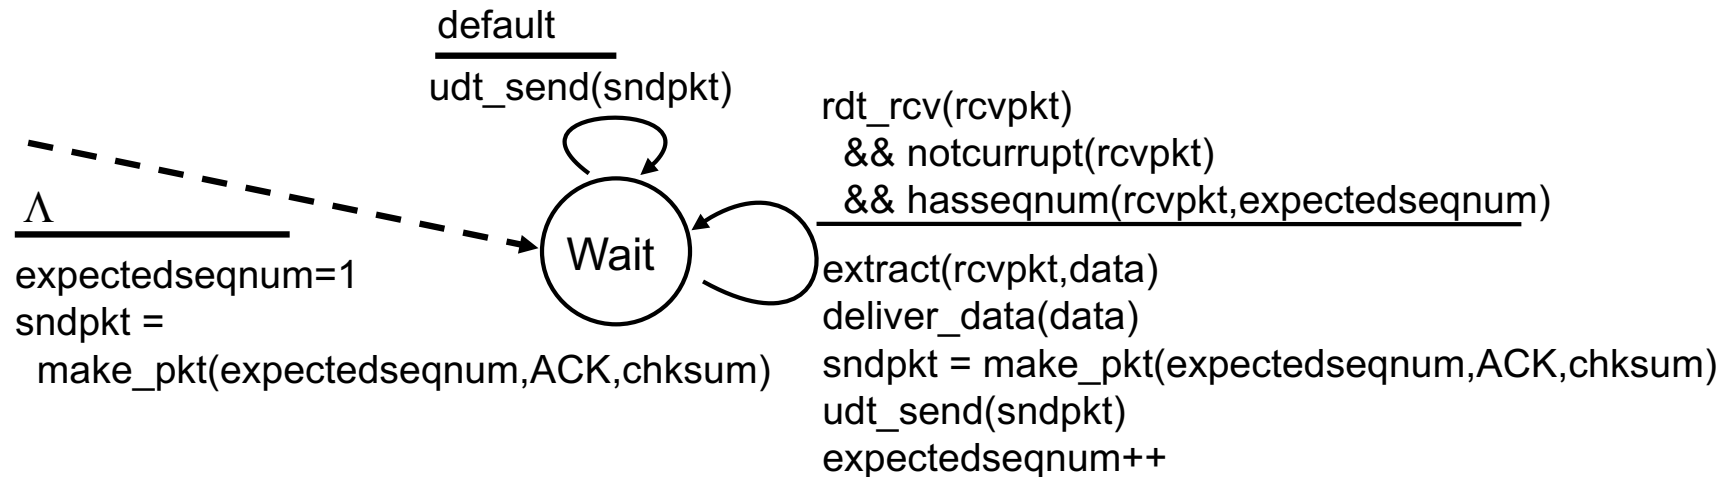 default
udt_send(sndpkt)
Λ
expectedseqnum=1
sndpkt =
make_pkt(expectedseqnum,ACK,chksum)
Wait
rdt_rcv(rcvpkt)
&& notcurrupt(rcvpkt)
&& hasseqnum(rcvpkt,expectedseqnum)
extract(rcvpkt,data)
deliver_data(data)
sndpkt = make_pkt(expectedseqnum,ACK,chksum)
udt_send(sndpkt)
expectedseqnum++